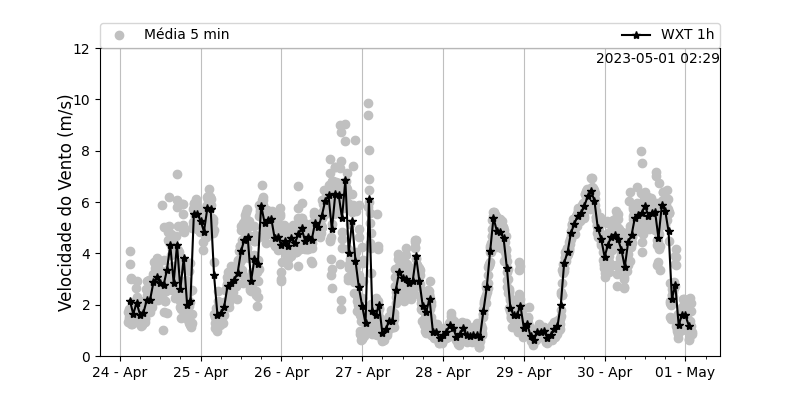 Média 5 min
WXT 1h
2023-05-01 02:29
Velocidade do Vento (m/s)
12
10
8
6
4
2
0
24 - Apr
25 - Apr
26 - Apr
27 - Apr
28 - Apr
29 - Apr
30 - Apr
01 - May